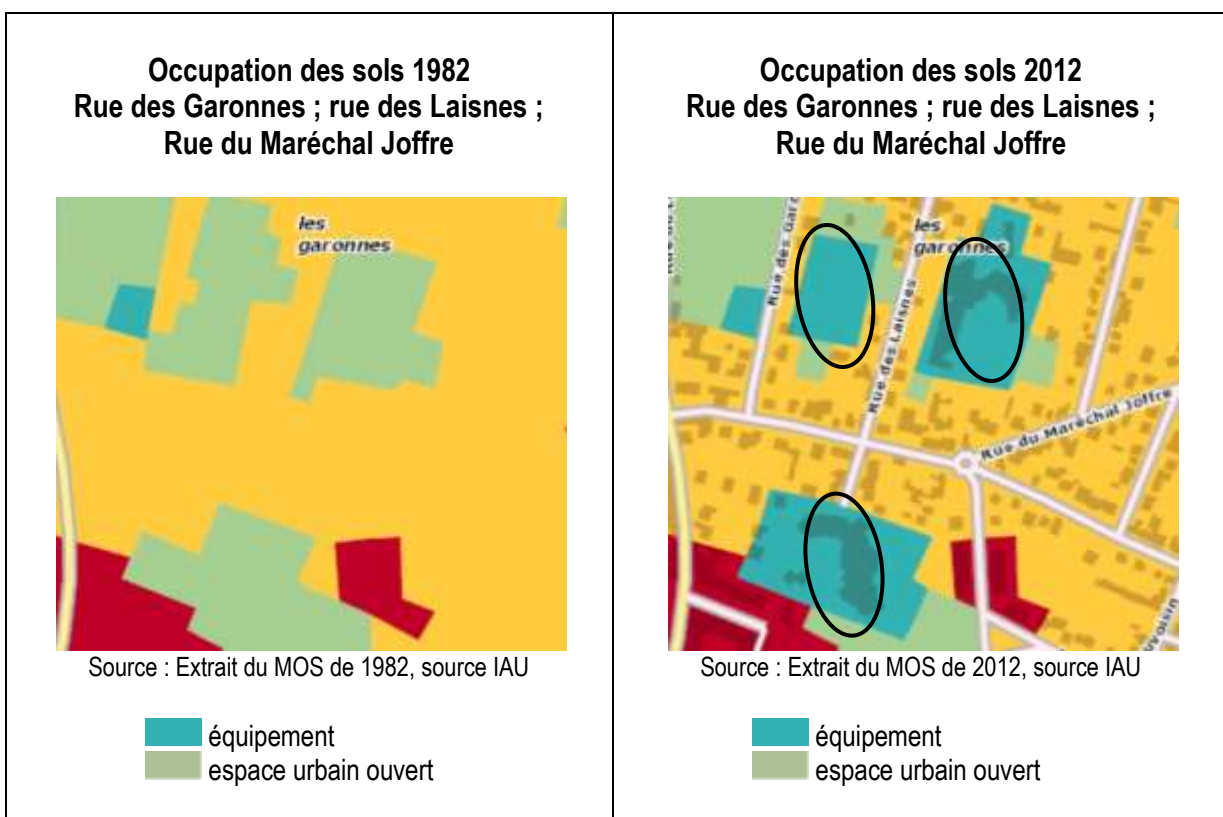 Occupation des sols 1982
Rue des Garonnes ; rue des Laisnes ;
Rue du Maréchal Joffre
les
garonnes
Source : Extrait du MOS de 1982, source IAU
équipement
espace urbain ouvert
Occupation des sols 2012
Rue des Garonnes ; rue des Laisnes ;
Rue du Maréchal Joffre
Rue des Gar
les
garonnes
Rue des Laisnes
Rue du Maréchal Joffre
Source : Extrait du MOS de 2012, source IAU
équipement
espace urbain ouvert